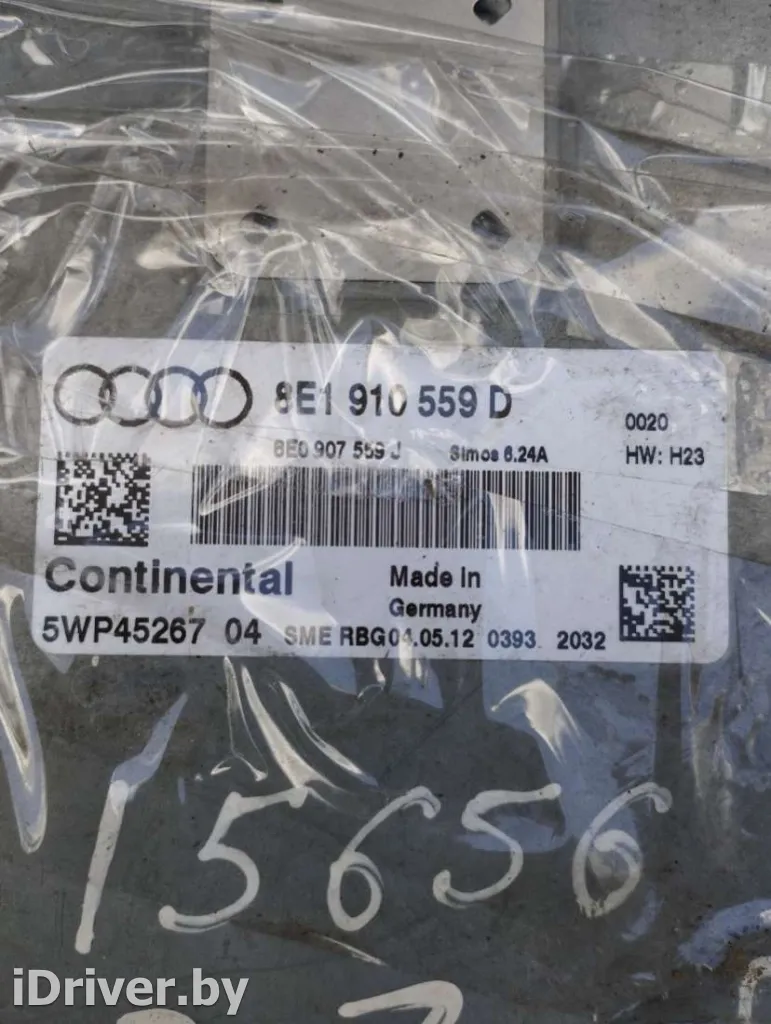 8E1 910 559 D
0020
8E0 907 559 J Simos 6.24A HW: H23
Continental Made In
Germany
5WP45267 04 SME RBG04.05.12 0393 2032
15656
iDriver.by